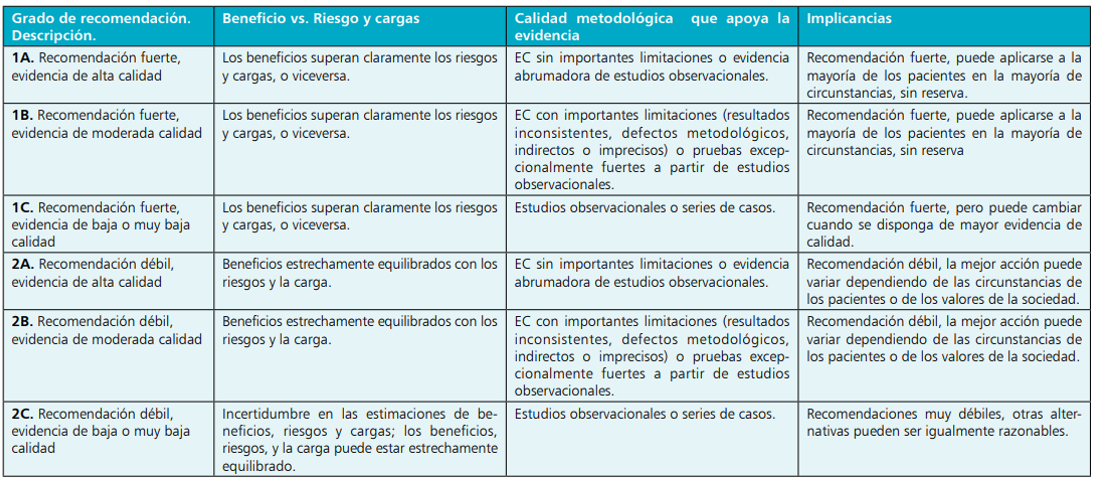 Grado de recomendación.
Descripción.
Beneficio vs. Riesgo y cargas
Calidad metodológica que apoya la
evidencia
Implicancias
1A. Recomendación fuerte,
evidencia de alta calidad
Los beneficios superan claramente los riesgos
y cargas, o viceversa.
EC sin importantes limitaciones o evidencia
abrumadora de estudios observacionales.
Recomendación fuerte, puede aplicarse a la
mayoría de los pacientes en la mayoría de
circunstancias, sin reserva.
1B. Recomendación fuerte,
evidencia de moderada calidad
Los beneficios superan claramente los riesgos
y cargas, o viceversa.
EC con importantes limitaciones (resultados
inconsistentes, defectos metodológicos,
indirectos o imprecisos) o pruebas excep-
cionalmente fuertes a partir de estudios
observacionales.
Recomendación fuerte, puede aplicarse a la
mayoría de los pacientes en la mayoría de
circunstancias, sin reserva
1C. Recomendación fuerte,
evidencia de baja o muy baja
calidad
Los beneficios superan claramente los riesgos
y cargas, o viceversa.
Estudios observacionales o series de casos.
Recomendación fuerte, pero puede cambiar
cuando se disponga de mayor evidencia de
calidad.
2A. Recomendación débil,
evidencia de alta calidad
Beneficios estrechamente equilibrados con los
riesgos y la carga.
EC sin importantes limitaciones o evidencia
abrumadora de estudios observacionales.
Recomendación débil, la mejor acción puede
variar dependiendo de las circunstancias de
los pacientes o de los valores de la sociedad.
2B. Recomendación débil,
evidencia de moderada calidad
Beneficios estrechamente equilibrados con los
riesgos y la carga.
EC con importantes limitaciones (resultados
inconsistentes, defectos metodológicos,
indirectos o imprecisos) o pruebas excep-
cionalmente fuertes a partir de estudios
observacionales.
Recomendación débil, la mejor acción puede
variar dependiendo de las circunstancias de
los pacientes o de los valores de la sociedad.
2C. Recomendación débil,
evidencia de baja o muy baja
calidad
Incertidumbre en las estimaciones de be-
neficios, riesgos y cargas; los beneficios,
riesgos, y la carga puede estar estrechamente
equilibrado.
Estudios observacionales o series de casos.
Recomendaciones muy débiles, otras alter-
nativas pueden ser igualmente razonables.